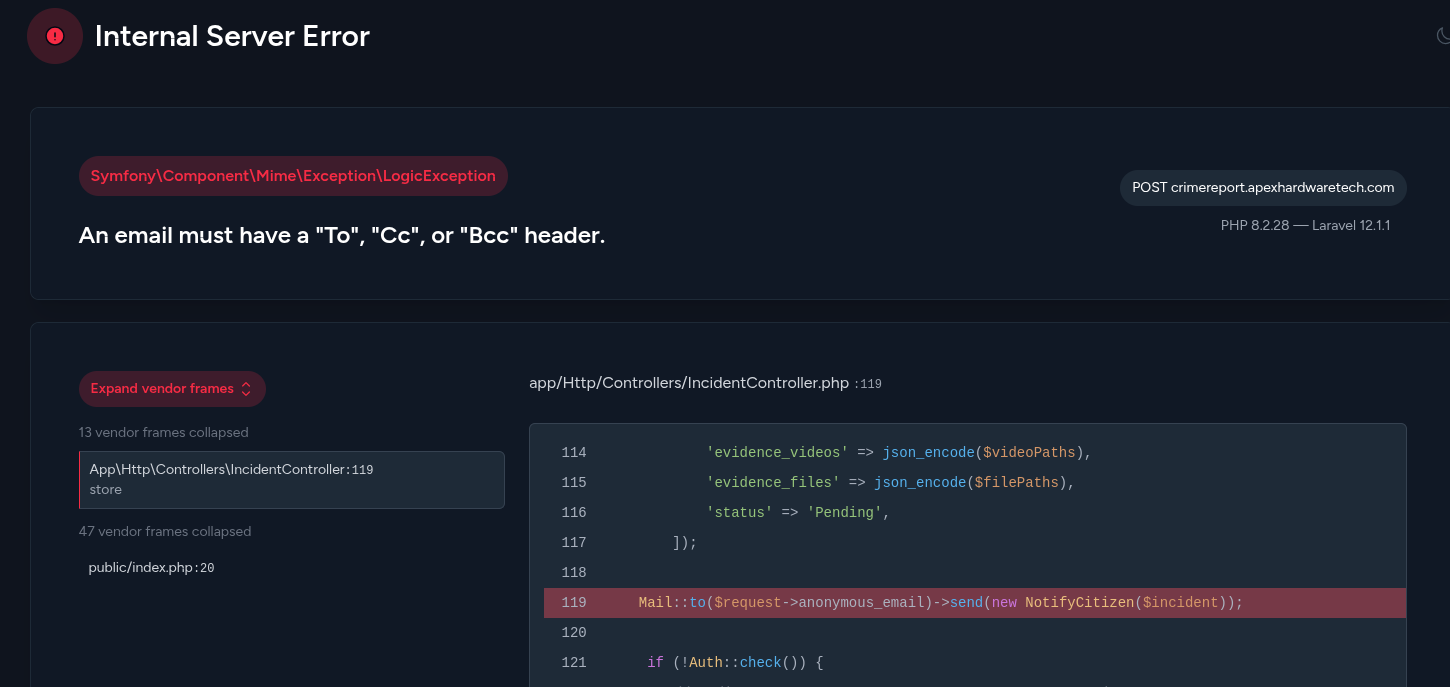 Internal Server Error
Symfony\Component\Mime\Exception\LogicException
POST crimereport.apexhardwaretech.com
An email must have a "To", "Cc", or "Bcc" header.
PHP 8.2.28 — Laravel 12.1.1
Expand vendor frames
13 vendor frames collapsed
App\Http\Controllers\IncidentController:119
store
47 vendor frames collapsed
public/index.php:20
app/Http/Controllers/IncidentController.php :119
114 'evidence_videos' => json_encode($videoPaths),
115 'evidence_files' => json_encode($filePaths),
116 'status' => 'Pending',
117 ]);
118
119 Mail::to($request->anonymous_email)->send(new NotifyCitizen($incident));
120
121 if (!Auth::check()) {